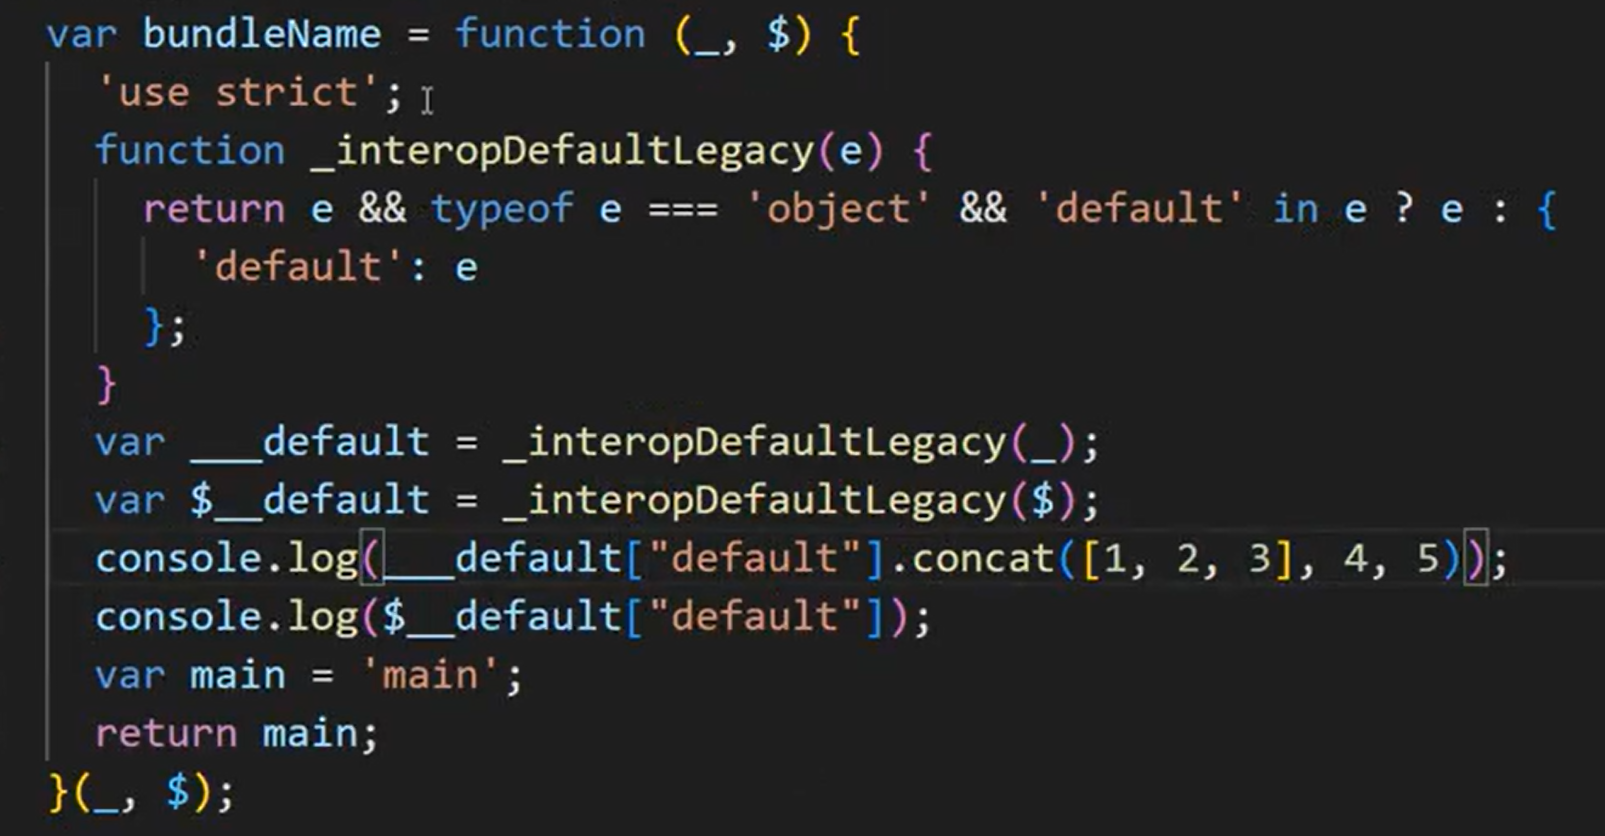 var bundleName = function (_, $) {
  'use strict';
  function _interopDefaultLegacy(e) {
    return e && typeof e === 'object' && 'default' in e ? e : {
      'default': e
    };
  }
  var ___default = _interopDefaultLegacy(_);
  var $__default = _interopDefaultLegacy($);
  console.log(___default["default"].concat([1, 2, 3], 4, 5));
  console.log($__default["default"]);
  var main = 'main';
  return main;
}(_, $);